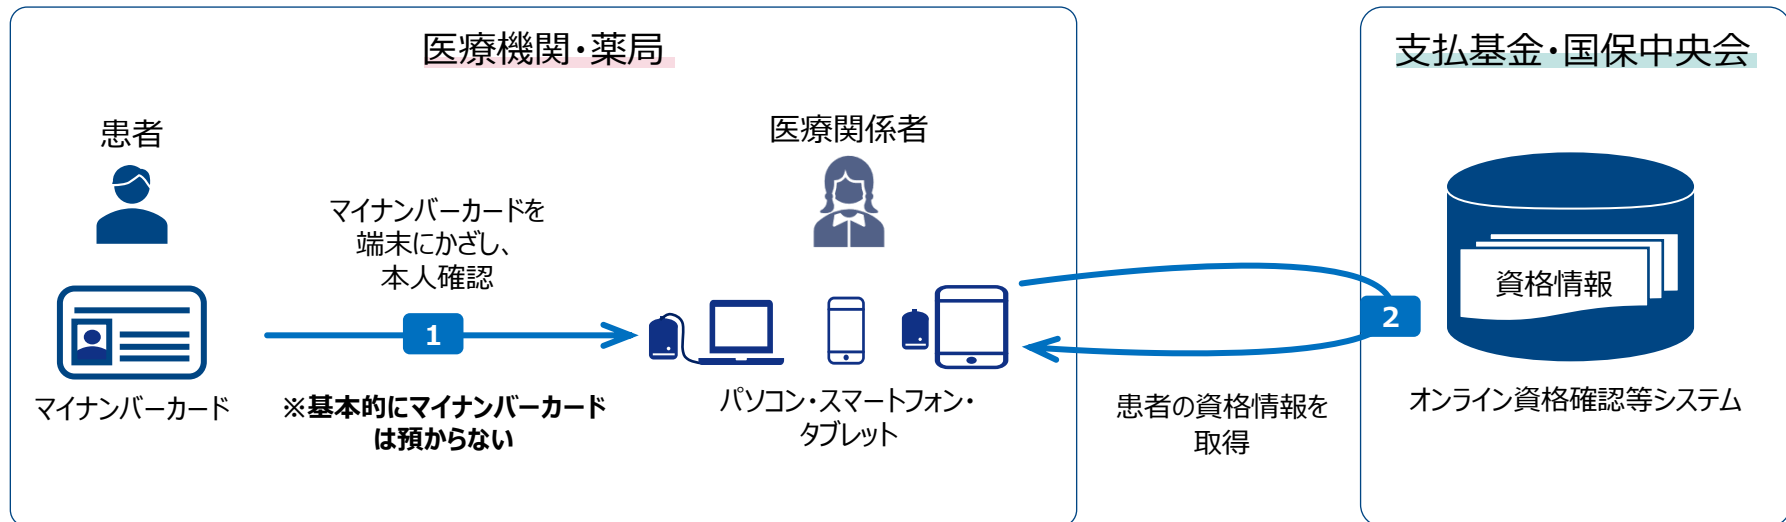 医療機関・薬局
支払基金・国保中央会
患者
医療関係者
マイナンバーカードを
端末にかざし、
本人確認
1
2
資格情報
マイナンバーカード
※基本的にマイナンバーカード
は預からない
パソコン・スマートフォン・
タブレット
患者の資格情報を
取得
オンライン資格確認等システム